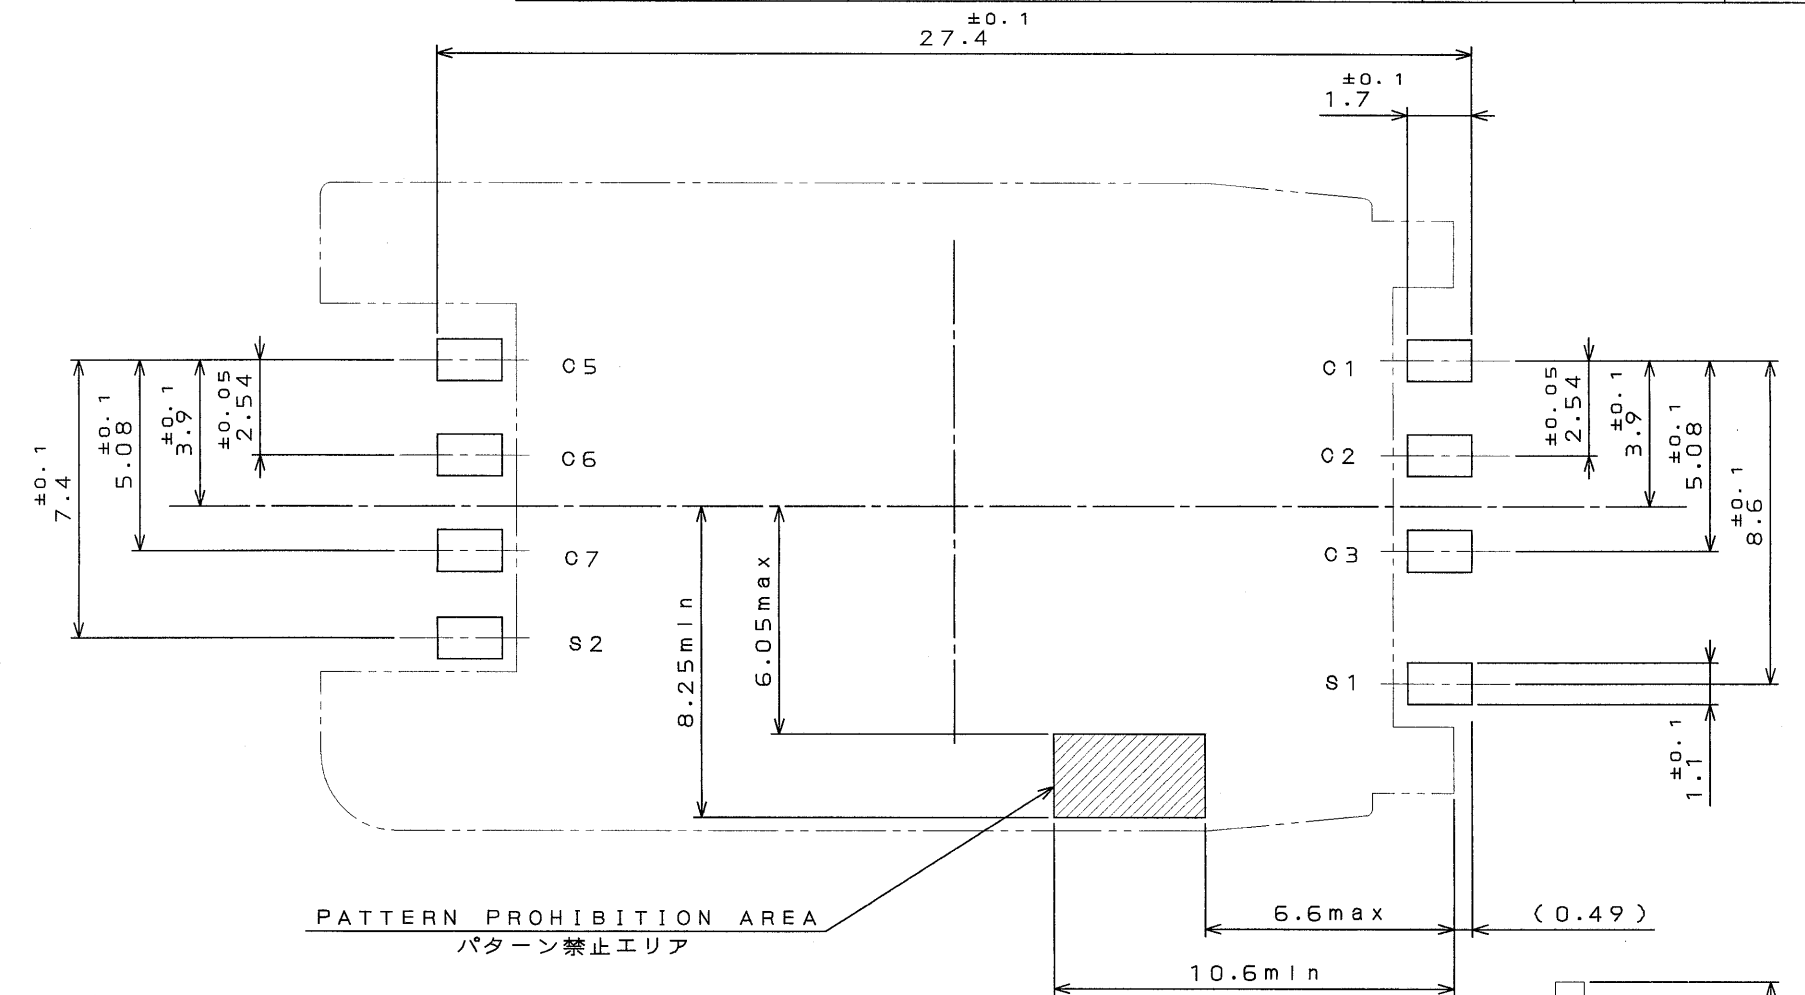 ±0.1
27.4
±0.1
1.7
C5
C1
±0.1
7.4
±0.1
5.08
±0.1
3.9
±0.05
2.54
±0.05
2.54
±0.1
3.9
±0.1
5.08
±0.1
8.6
C6
C2
C7
C3
S2
S1
8.25min
6.05max
±0.1
1.1
PATTERN PROHIBITION AREA
パターン禁止エリア
6.6max
(0.49)
10.6min